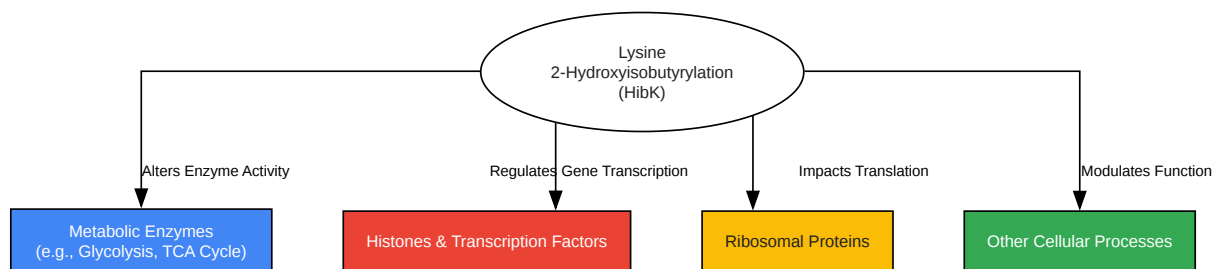 Lysine
2-Hydroxyisobutyrylation
(HibK)
Alters Enzyme Activity
Regulates Gene Transcription
Impacts Translation
Modulates Function
Metabolic Enzymes
(e.g., Glycolysis, TCA Cycle)
Histones & Transcription Factors
Ribosomal Proteins
Other Cellular Processes